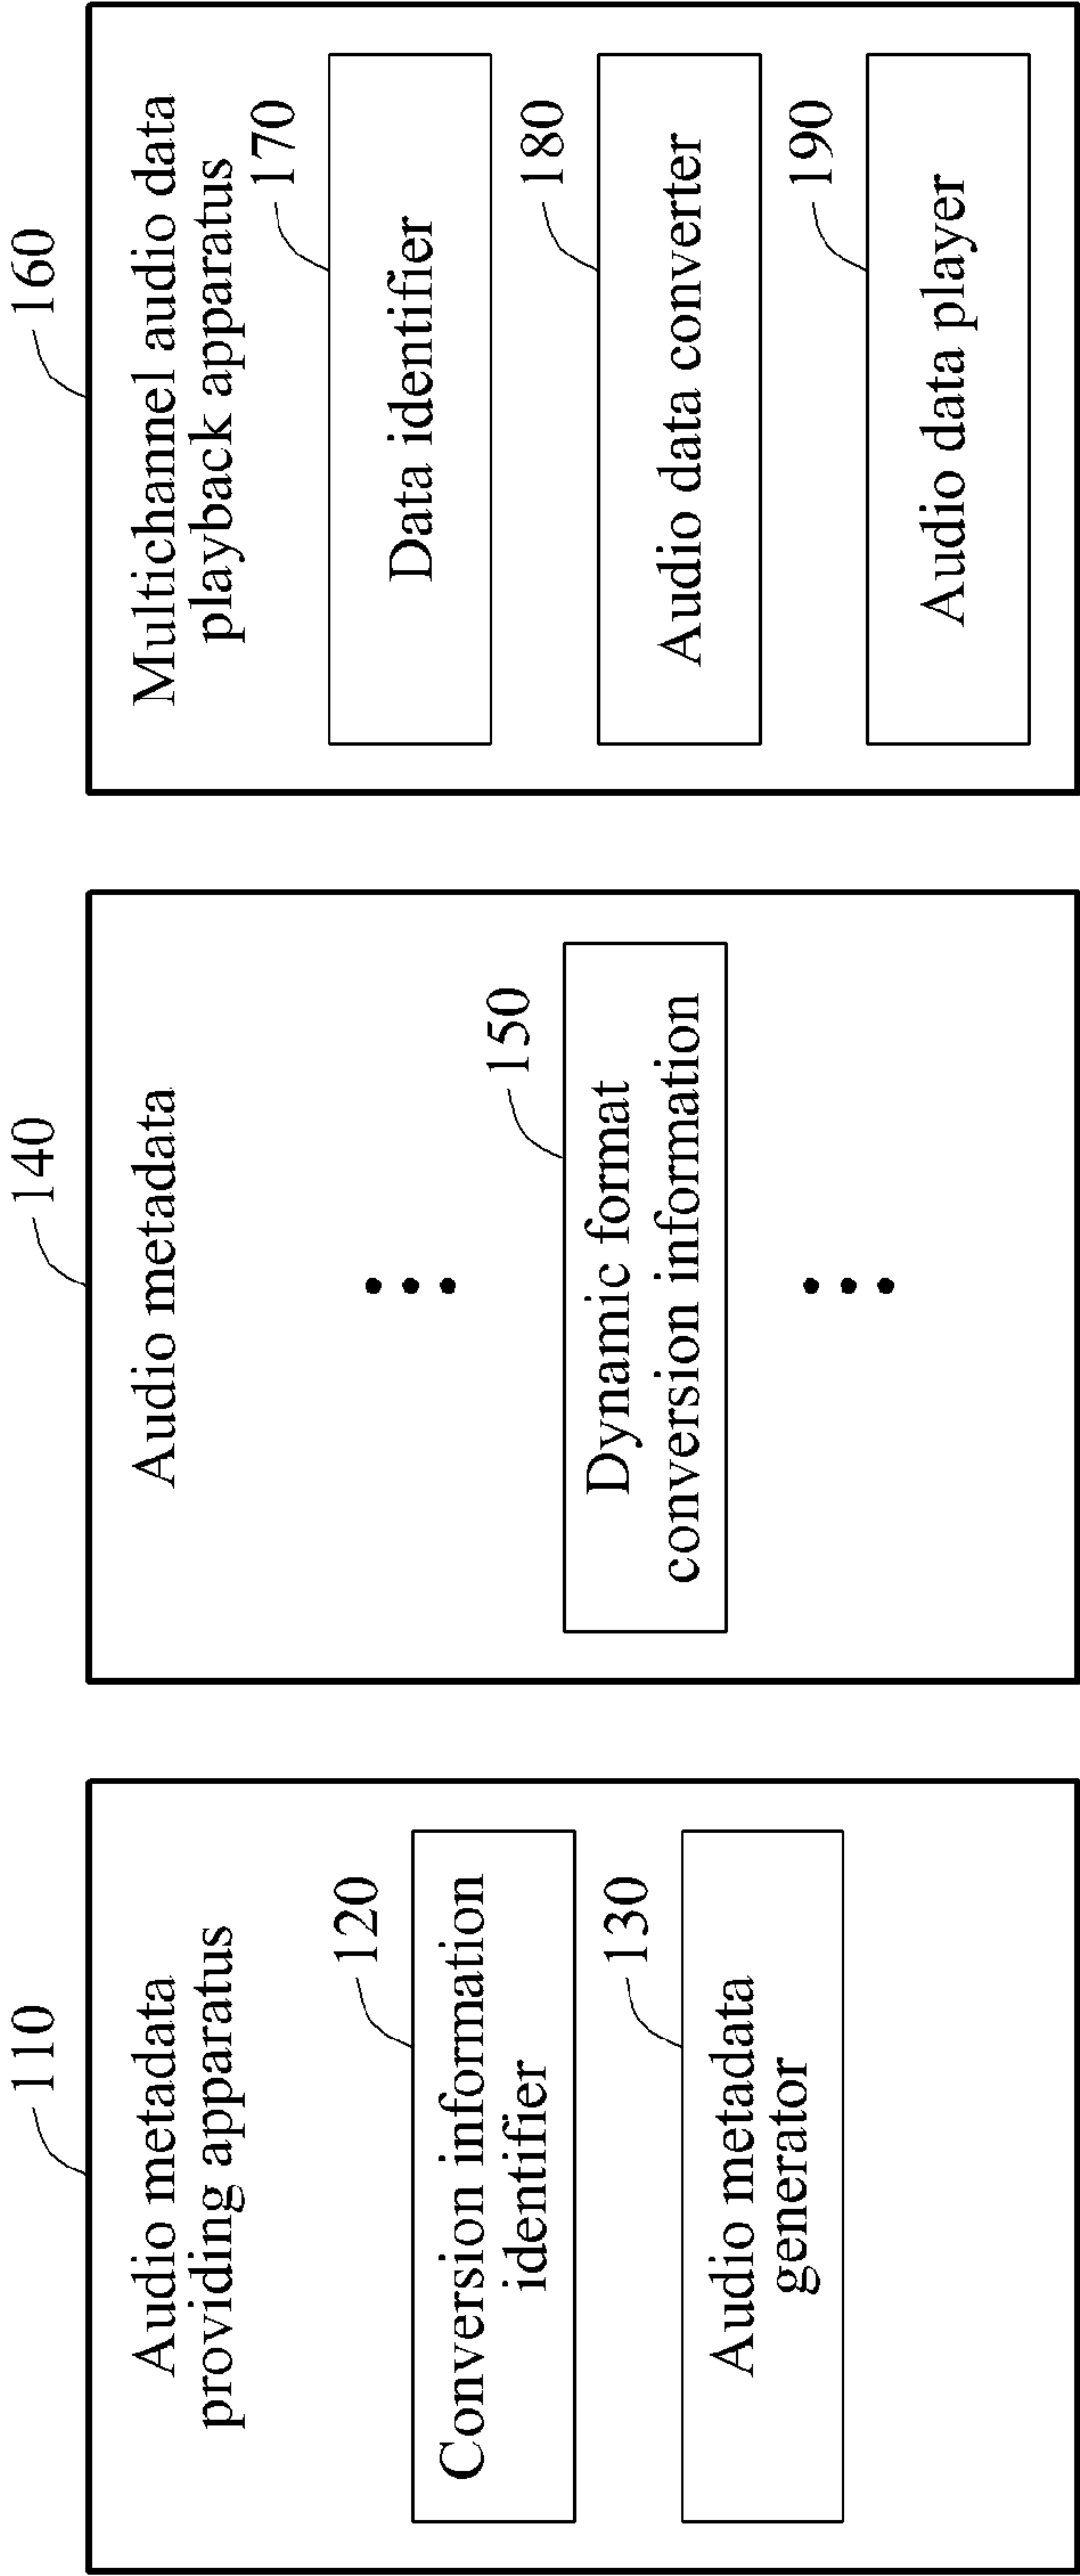 110
Audio metadata
providing apparatus
120
Conversion information
identifier
130
Audio metadata
generator
140
Audio metadata
150
Dynamic format
conversion information
160
Multichannel audio data
playback apparatus
170
Data identifier
180
Audio data converter
190
Audio data player